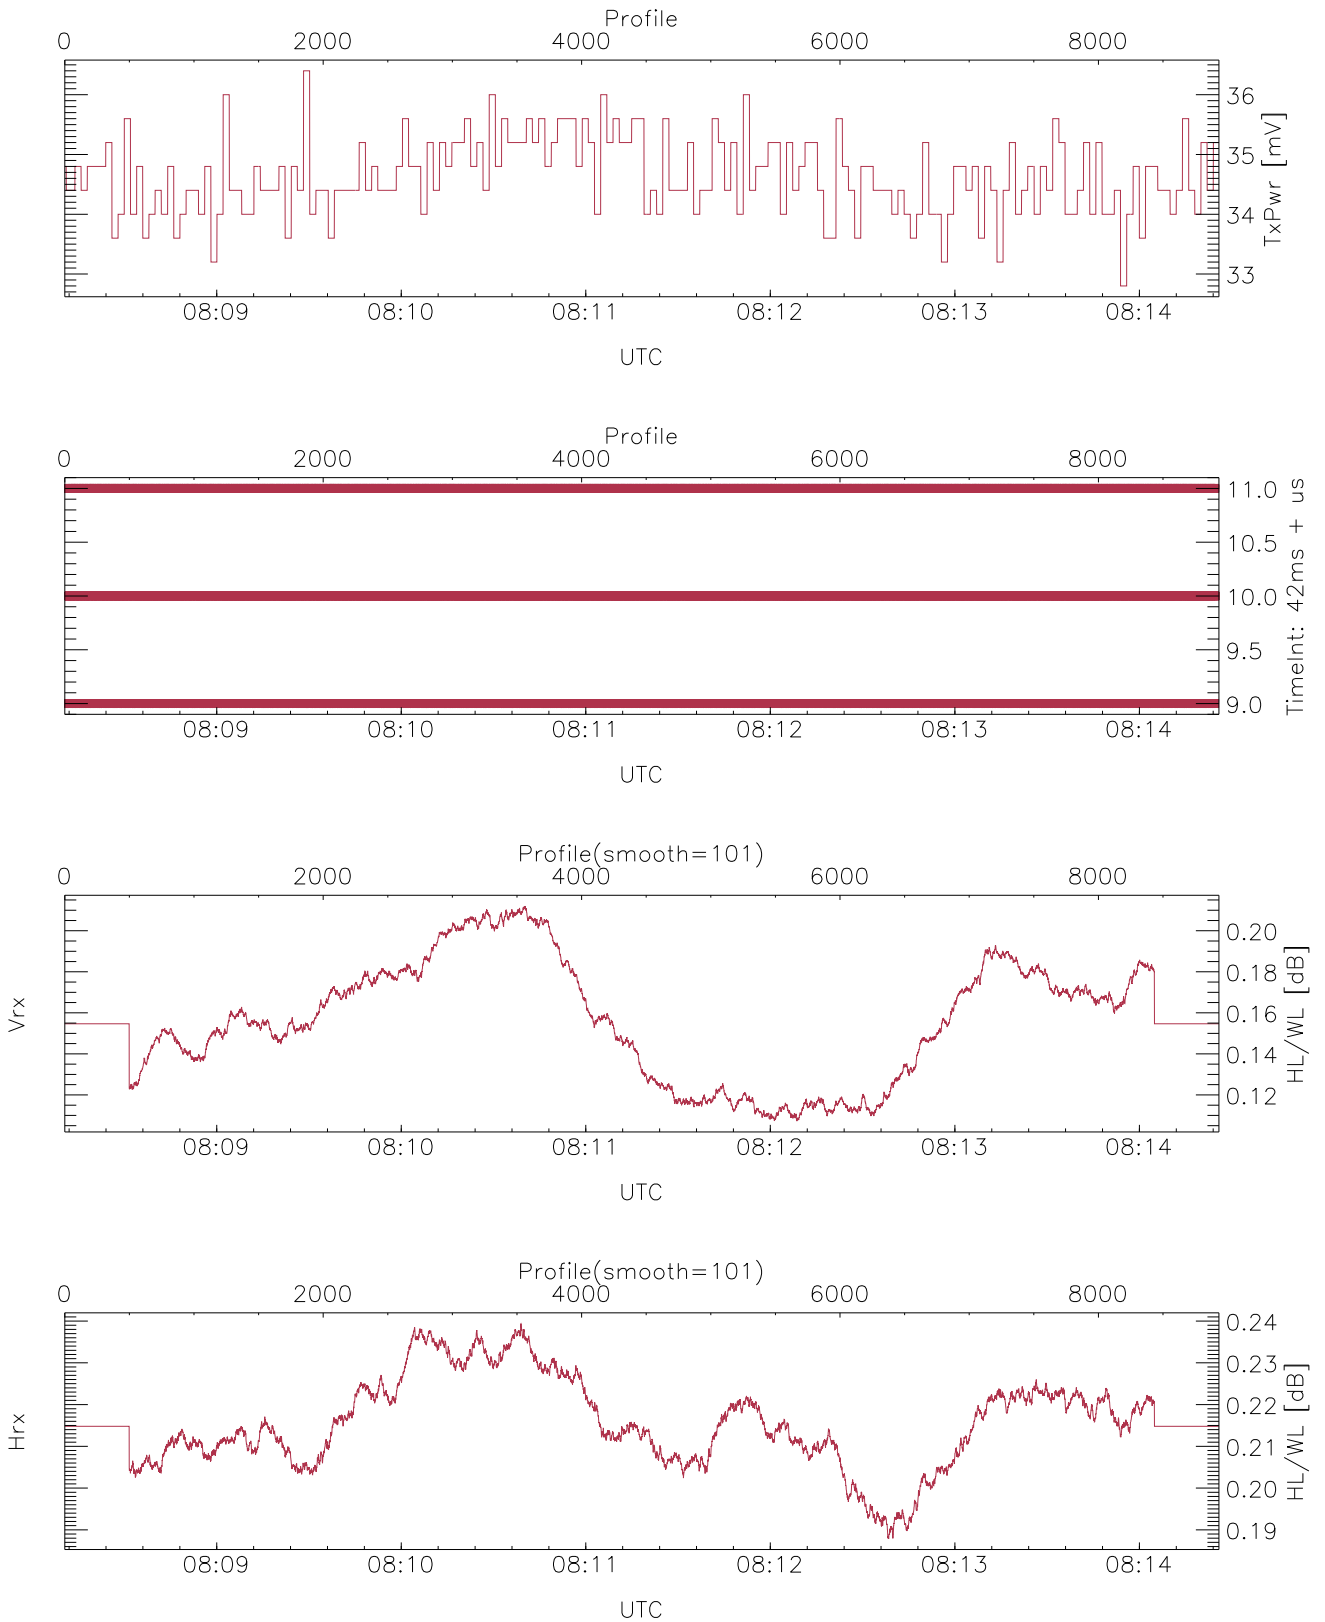 Profile
0 2000 4000 6000 8000
36
35
34
33
TxPwr [mV]
08:09 08:10 08:11 08:12 08:13 08:14
UTC
Profile
0 2000 4000 6000 8000
11.0
10.5
10.0
9.5
9.0
TimeInt: 42ms + us
08:09 08:10 08:11 08:12 08:13 08:14
UTC
Profile(smooth=101)
0 2000 4000 6000 8000
Vrx
0.20
0.18
0.16
0.14
0.12
HL/WL [dB]
08:09 08:10 08:11 08:12 08:13 08:14
UTC
Profile(smooth=101)
0 2000 4000 6000 8000
Hrx
0.24
0.23
0.22
0.21
0.20
0.19
HL/WL [dB]
08:09 08:10 08:11 08:12 08:13 08:14
UTC